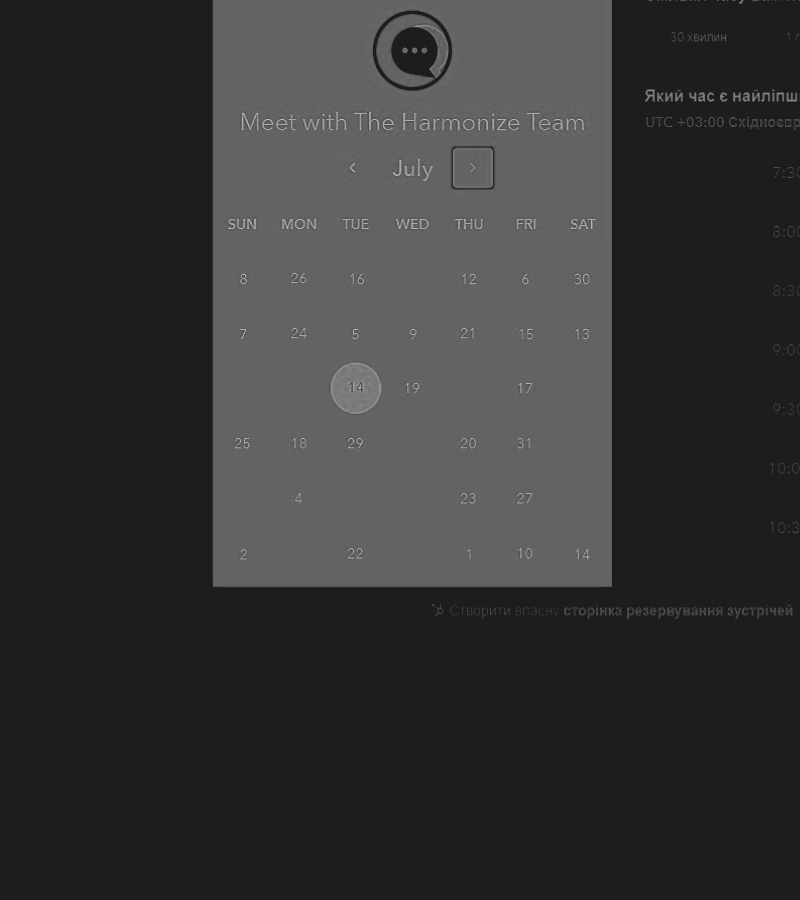 30 хвилин
Meet with The Harmonize Team
July
SUN MON TUE WED THU FRI SAT
8 26 16 12 6 30
7 24 5 9 21 15 13
14 19 17
25 18 29 20 31
4 23 27
2 22 1 10 14
Який час є найліпш
UTC +03:00 Східноєвр
7:30
8:00
8:30
9:00
9:30
10:0
10:3
Створити власну сторінка резервування зустрічей